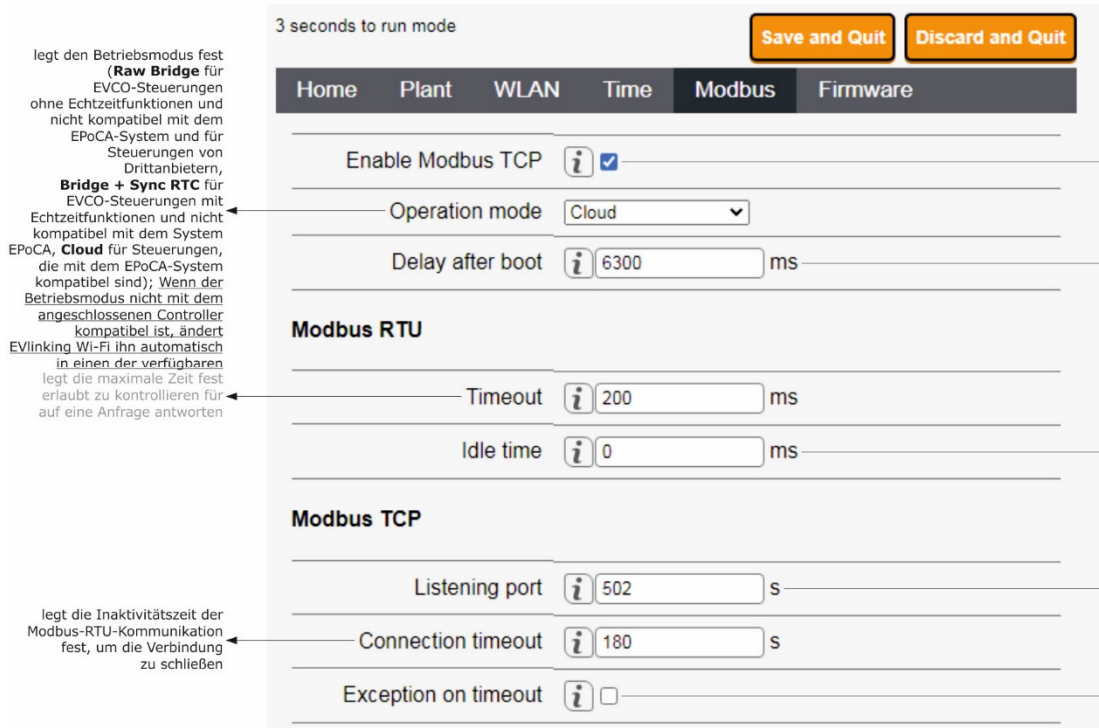 3 seconds to run mode
Save and Quit
Discard and Quit
Home Plant WLAN Time Modbus Firmware
legt den Betriebsmodus fest
(Raw Bridge für
EVCO-Steuerungen
ohne Echtzeitfunktionen und
nicht kompatibel mit dem
EPoCA-System und für
Steuerungen von
Drittanbietern,
Bridge + Sync RTC für
EVCO-Steuerungen mit
Echtzeitfunktionen und nicht
kompatibel mit dem System
EPoCA, Cloud für Steuerungen,
die mit dem EPoCA-System
kompatibel sind); Wenn der
Betriebsmodus nicht mit dem
angeschlossenen Controller
kompatibel ist, ändert
EVlinking Wi-Fi ihn automatisch
in einen der verfügbaren
legt die maximale Zeit fest
erlaubt zu kontrollieren für
auf eine Anfrage antworten
Enable Modbus TCP i
Operation mode Cloud
Delay after boot i 6300 ms
Modbus RTU
Timeout i 200 ms
Idle time i 0 ms
Modbus TCP
Listening port i 502 s
legt die Inaktivitätszeit der
Modbus-RTU-Kommunikation
fest, um die Verbindung
zu schließen
Connection timeout i 180 s
Exception on timeout i